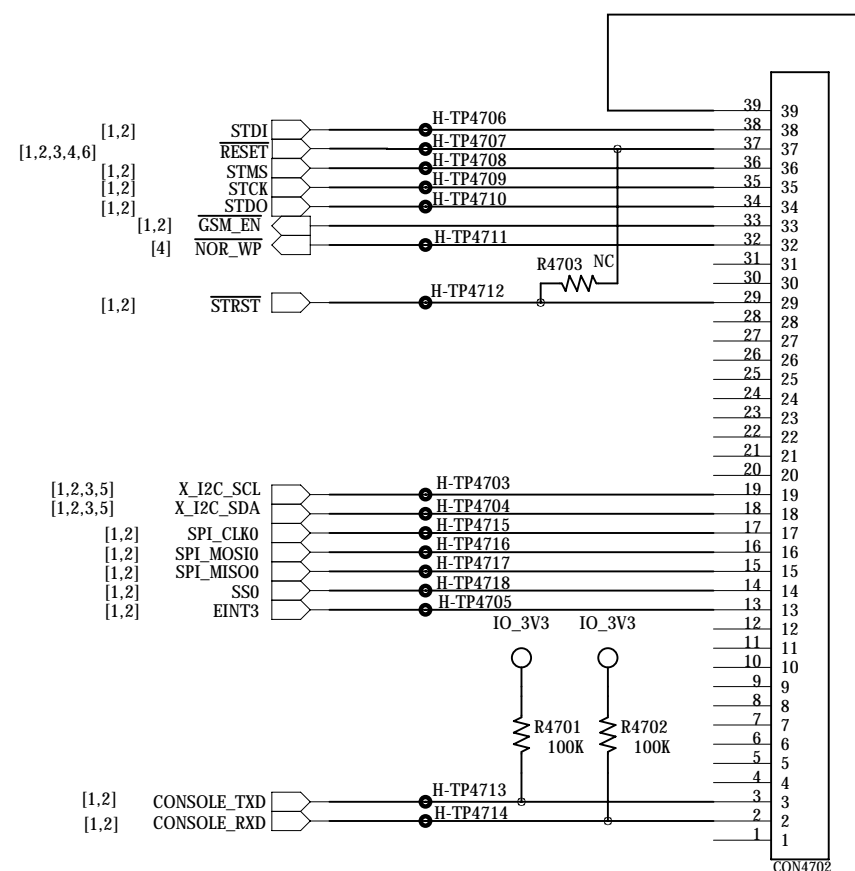 39 39
H-TP4706
[1,2] STDI 38 38
H-TP4707
[1,2,3,4,6] RESET 37 37
H-TP4708
[1,2] STMS 36 36
H-TP4709
[1,2] STCK 35 35
H-TP4710
[1,2] STDO 34 34
[1,2] GSM_EN 33 33
H-TP4711
[4] NOR_WP 32 32
31 31
R4703 NC
30 30
H-TP4712
[1,2] STRST 29 29
28 28
27 27
26 26
25 25
24 24
23 23
22 22
21 21
20 20
H-TP4703
[1,2,3,5] X_I2C_SCL 19 19
H-TP4704
[1,2,3,5] X_I2C_SDA 18 18
H-TP4715
[1,2] SPI_CLK0 17 17
H-TP4716
[1,2] SPI_MOSI0 16 16
H-TP4717
[1,2] SPI_MISO0 15 15
H-TP4718
[1,2] SS0 14 14
H-TP4705
[1,2] EINT3 13 13
IO_3V3 IO_3V3
12 12
11 11
10 10
9 9
8 8
R4701 R4702
7 7
100K 100K
6 6
5 5
4 4
H-TP4713
[1,2] CONSOLE_TXD 3 3
H-TP4714
[1,2] CONSOLE_RXD 2 2
1 1
CON4702